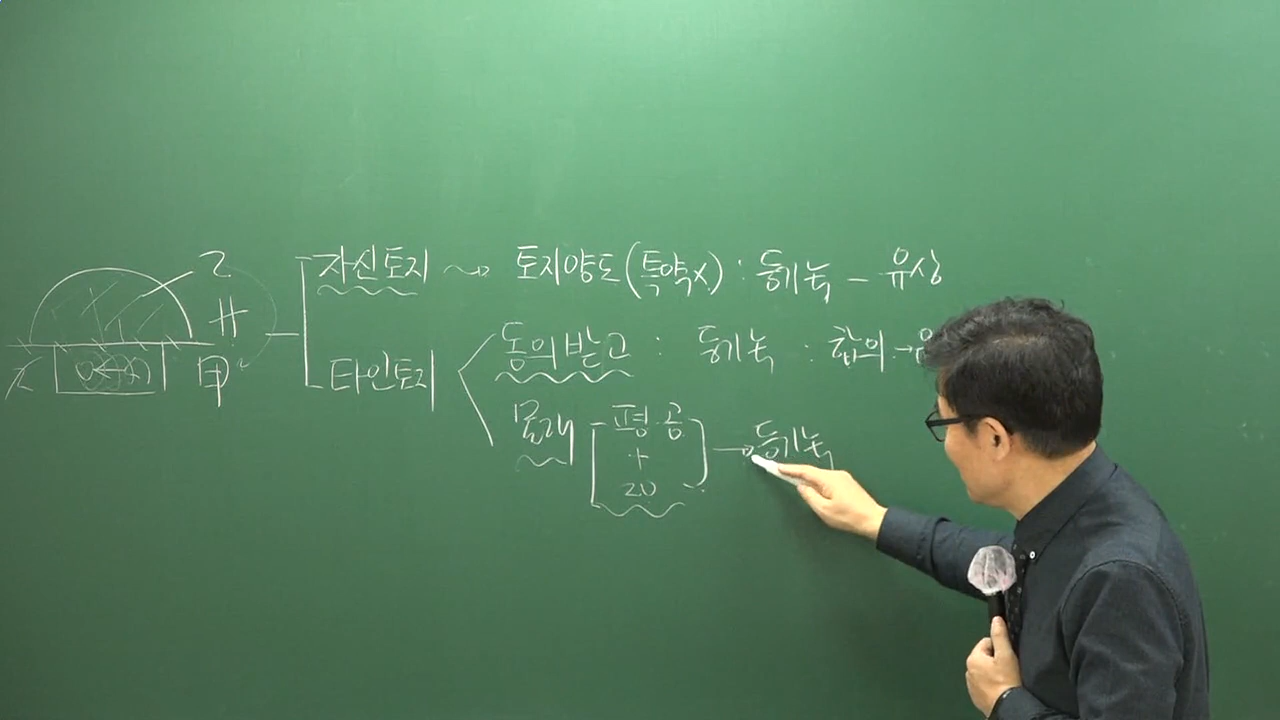 乙
자신토지 → 토지양도(특약×) : 등기녹 - 유상
타인토지
동의받고 : 등기녹 : 합의 → 유
몰래 평.공 → 등기녹
+
20
甲
乙